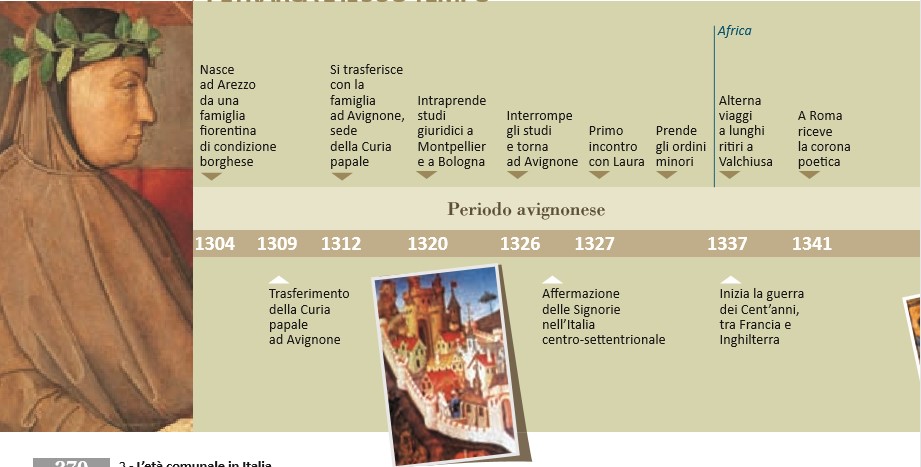 Africa
Nasce
ad Arezzo
da una
famiglia
fiorentina
di condizione
borghese
Si trasferisce
con la
famiglia
ad Avignone,
sede
della Curia
papale
Intraprende
studi
giuridici a
Montpellier
e a Bologna
Interrompe
gli studi
e torna
ad Avignone
Primo
incontro
con Laura
Prende
gli ordini
minori
Alterna
viaggi
a lunghi
ritiri a
Valchiusa
A Roma
riceve
la corona
poetica
Periodo avignonese
1304 1309 1312 1320 1326 1327 1337 1341
Trasferimento
della Curia
papale
ad Avignone
Affermazione
delle Signorie
nell'Italia
centro-settentrionale
Inizia la guerra
dei Cent'anni,
tra Francia e
Inghilterra
270 3 - L'età comunale in Italia